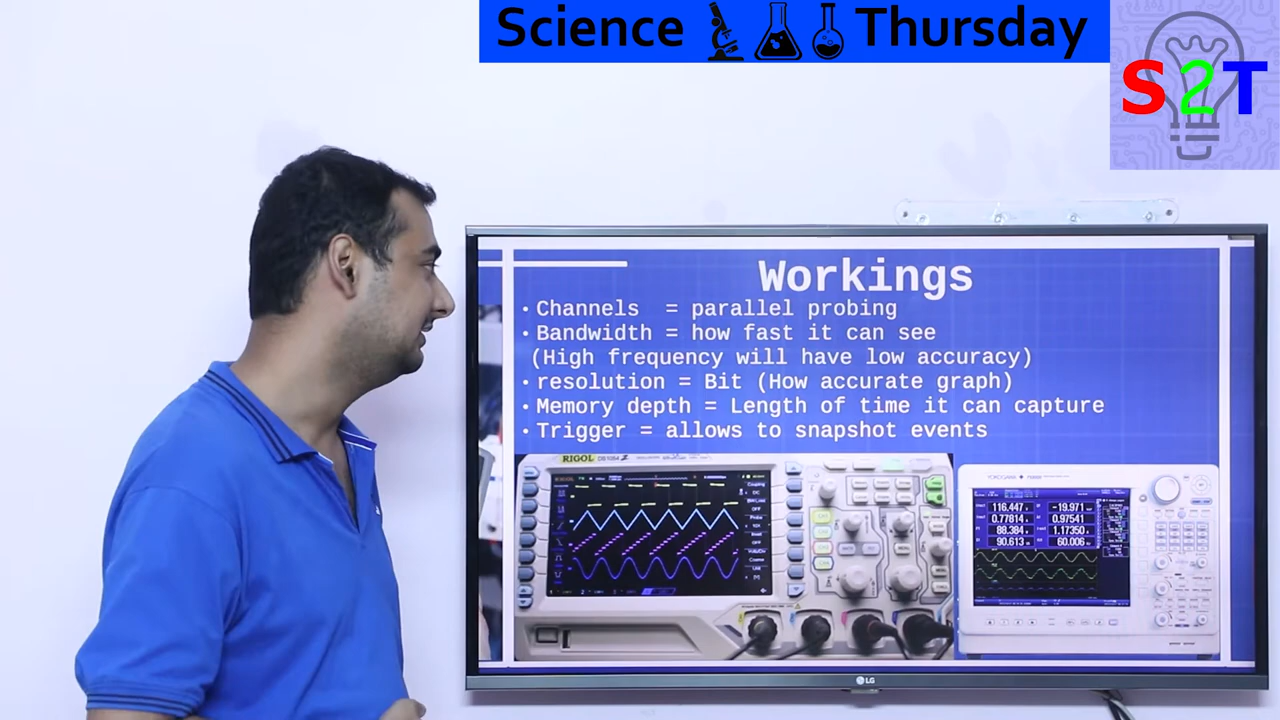 Science Thursday
S2T
Workings
• Channels = parallel probing
• Bandwidth = how fast it can see
(High frequency will have low accuracy)
• resolution = Bit (How accurate graph)
• Memory depth = Length of time it can capture
• Trigger = allows to snapshot events
RIGOL
YOKOGAWA
116.447
-19.971
0.77814
0.97541
88.384
1.17350
90.613
60.006
LG